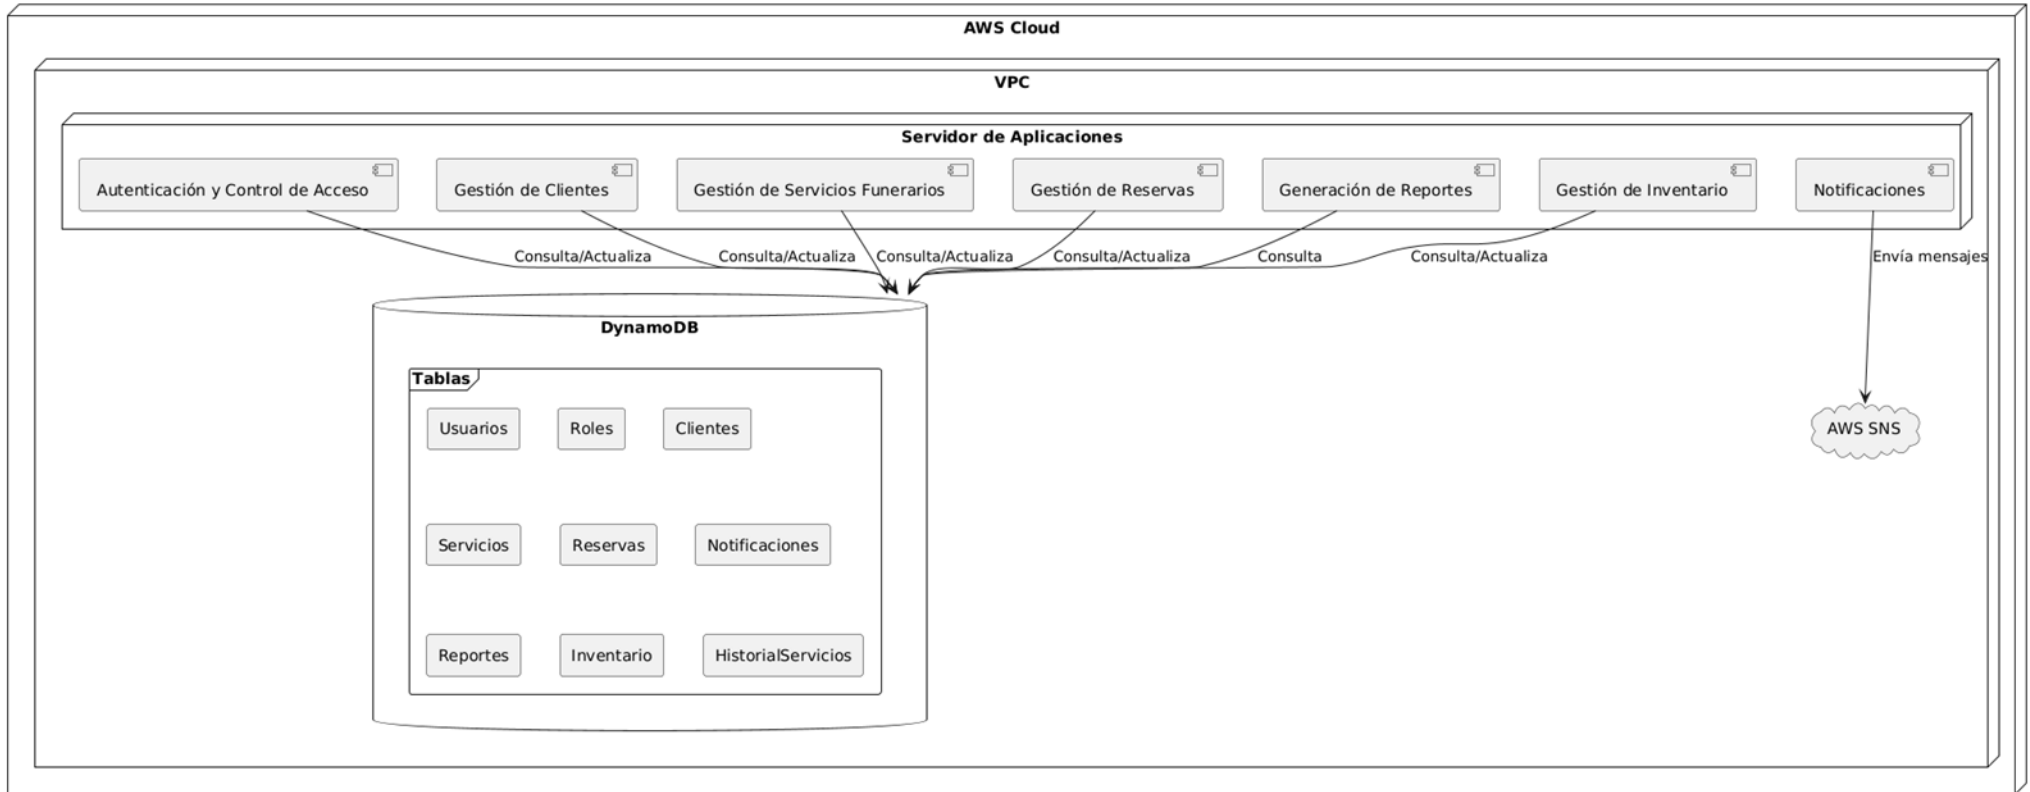 AWS Cloud
VPC
Servidor de Aplicaciones
Autenticación y Control de Acceso
Gestión de Clientes
Gestión de Servicios Funerarios
Gestión de Reservas
Generación de Reportes
Gestión de Inventario
Notificaciones
Consulta/Actualiza
Consulta/Actualiza
Consulta/Actualiza
Consulta/Actualiza
Consulta
Consulta/Actualiza
Envía mensajes
DynamoDB
Tablas
Usuarios
Roles
Clientes
AWS SNS
Servicios
Reservas
Notificaciones
Reportes
Inventario
HistorialServicios